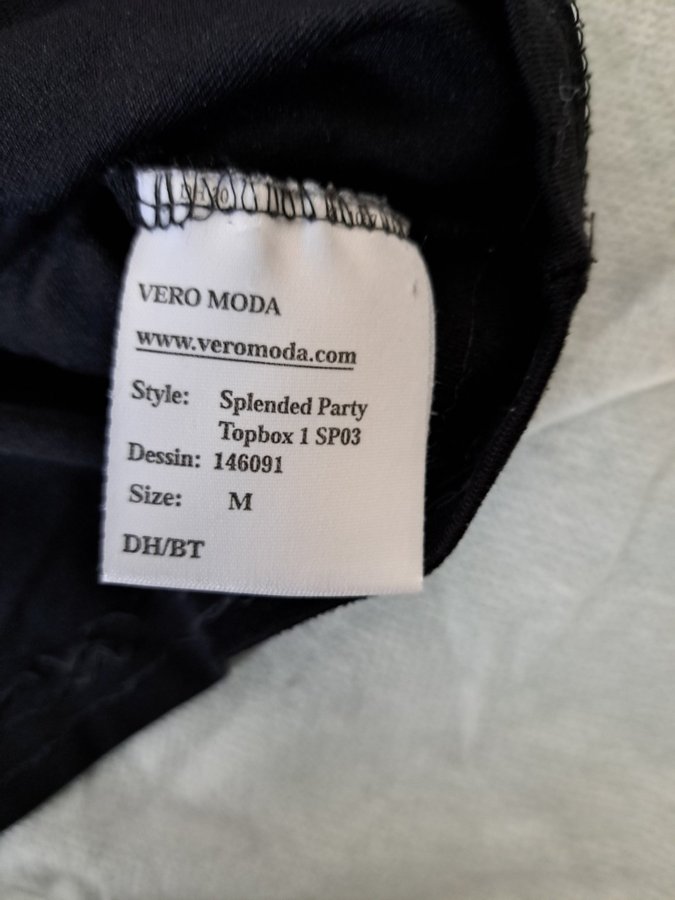 VERO MODA
www.veromoda.com
Style: Splended Party
Topbox 1 SP03
Dessin: 146091
Size: M
DH/BT